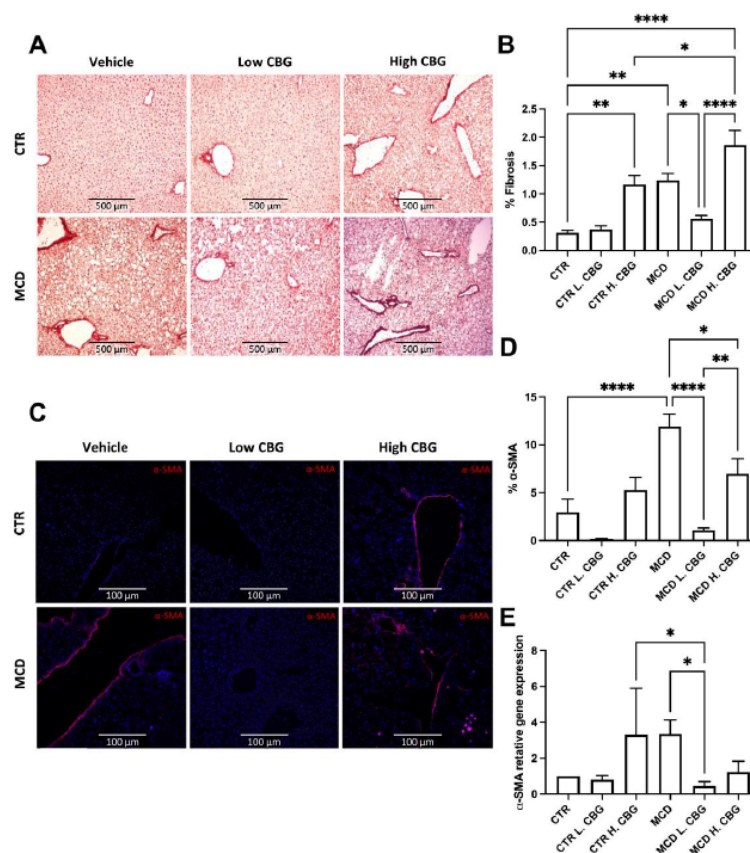 A
Vehicle
Low CBG
High CBG
CTR
500 µm
500 µm
500 µm
MCD
500 µm
500 µm
500 µm
B
****
*
**
**
*
****
% Fibrosis
2.5
2.0
1.5
1.0
0.5
0.0
CTR
CTR L. CBG
CTR H. CBG
MCD
MCD L. CBG
MCD H. CBG
C
Vehicle
Low CBG
High CBG
CTR
α-SMA
α-SMA
α-SMA
100 µm
100 µm
100 µm
MCD
α-SMA
α-SMA
α-SMA
100 µm
100 µm
100 µm
D
*
**
****
****
% α-SMA
15
10
5
0
CTR
CTR L. CBG
CTR H. CBG
MCD
MCD L. CBG
MCD H. CBG
E
*
*
α-SMA retative gene expression
8
6
4
2
0
CTR
CTR L. CBG
CTR H. CBG
MCD
MCD L. CBG
MCD H. CBG